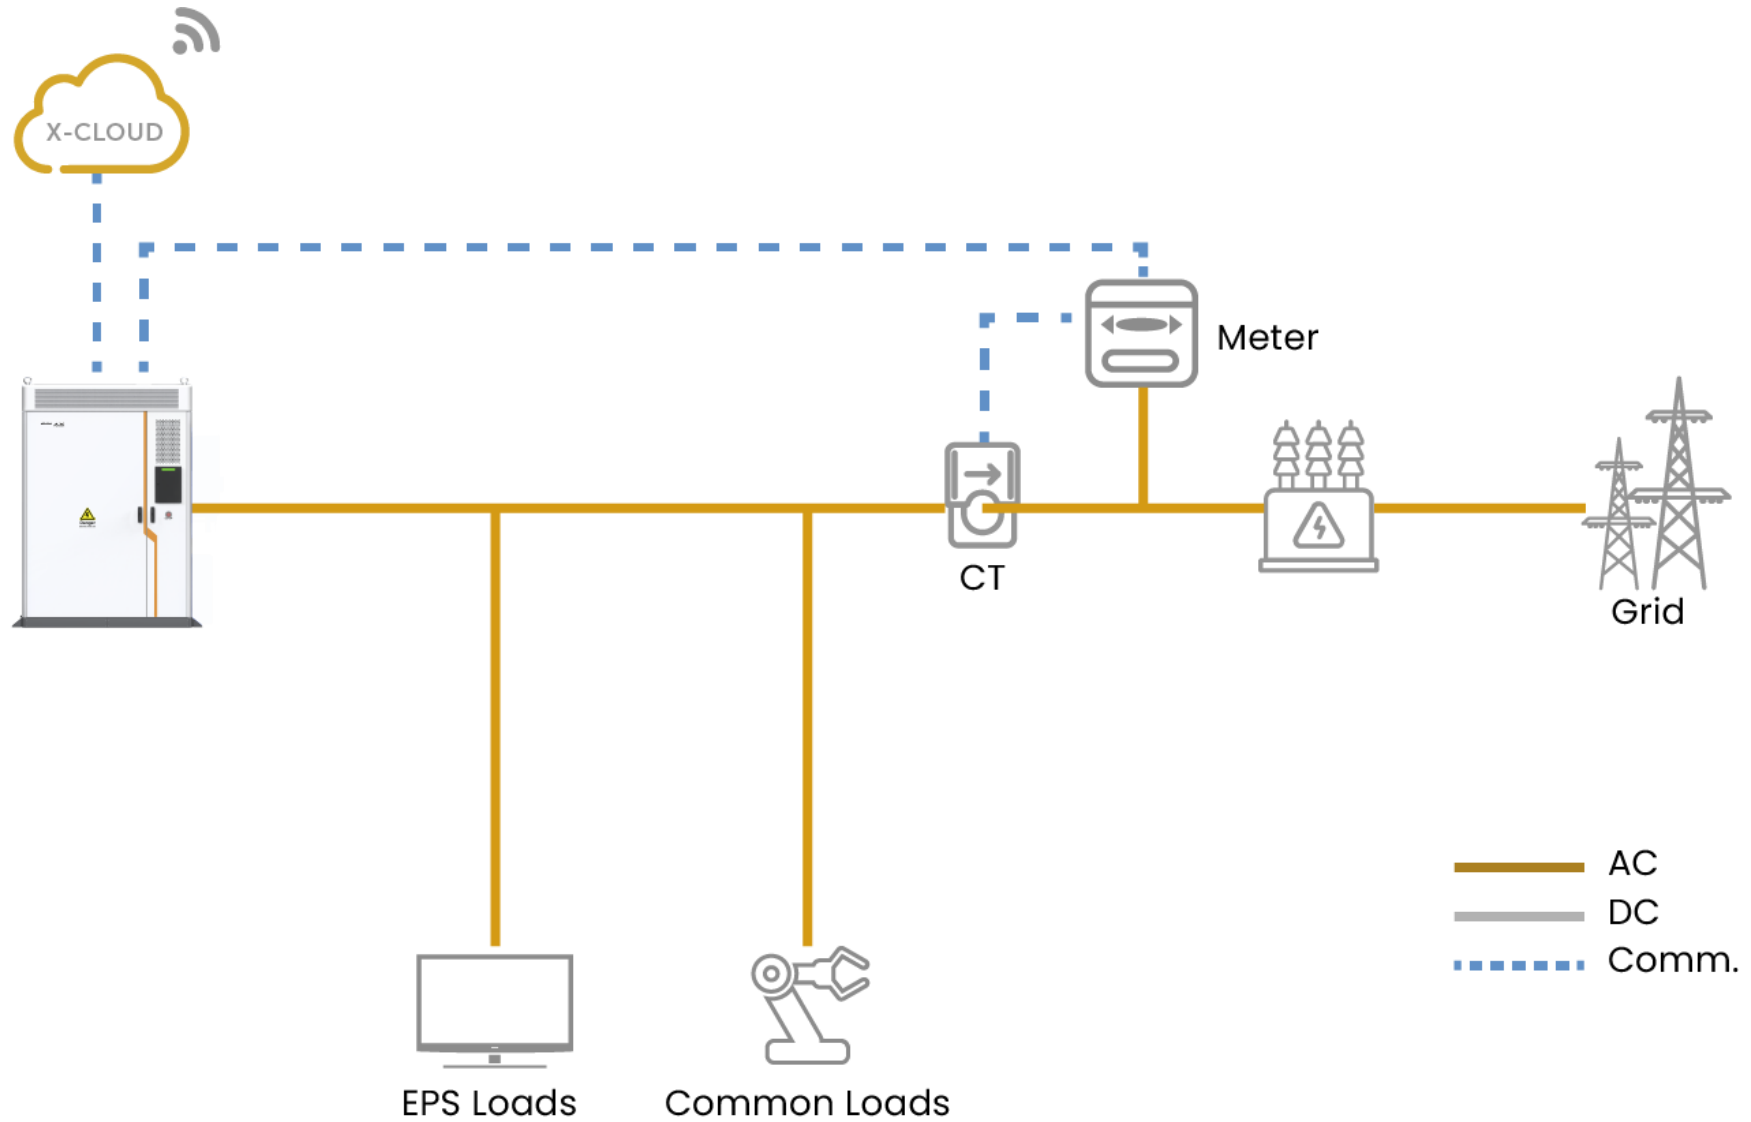 X-CLOUD
Meter
CT
Grid
AC
DC
Comm.
EPS Loads
Common Loads